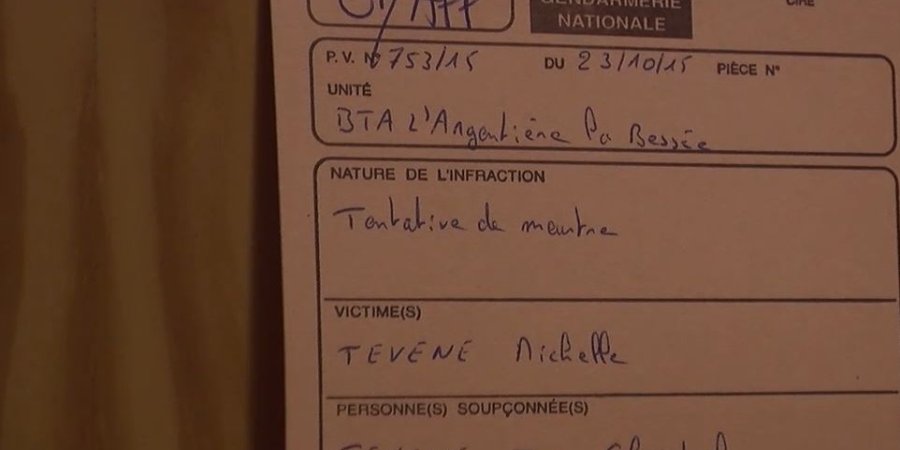 GENDARMERIE
NATIONALE
P.V. N° 753/15 DU 23/10/15 PIÈCE N°
UNITÉ
BTA L'Argentière la Bessée
NATURE DE L'INFRACTION
Tentative de meurtre
VICTIME(S)
TEVENE Michelle
PERSONNE(S) SOUPÇONNÉE(S)